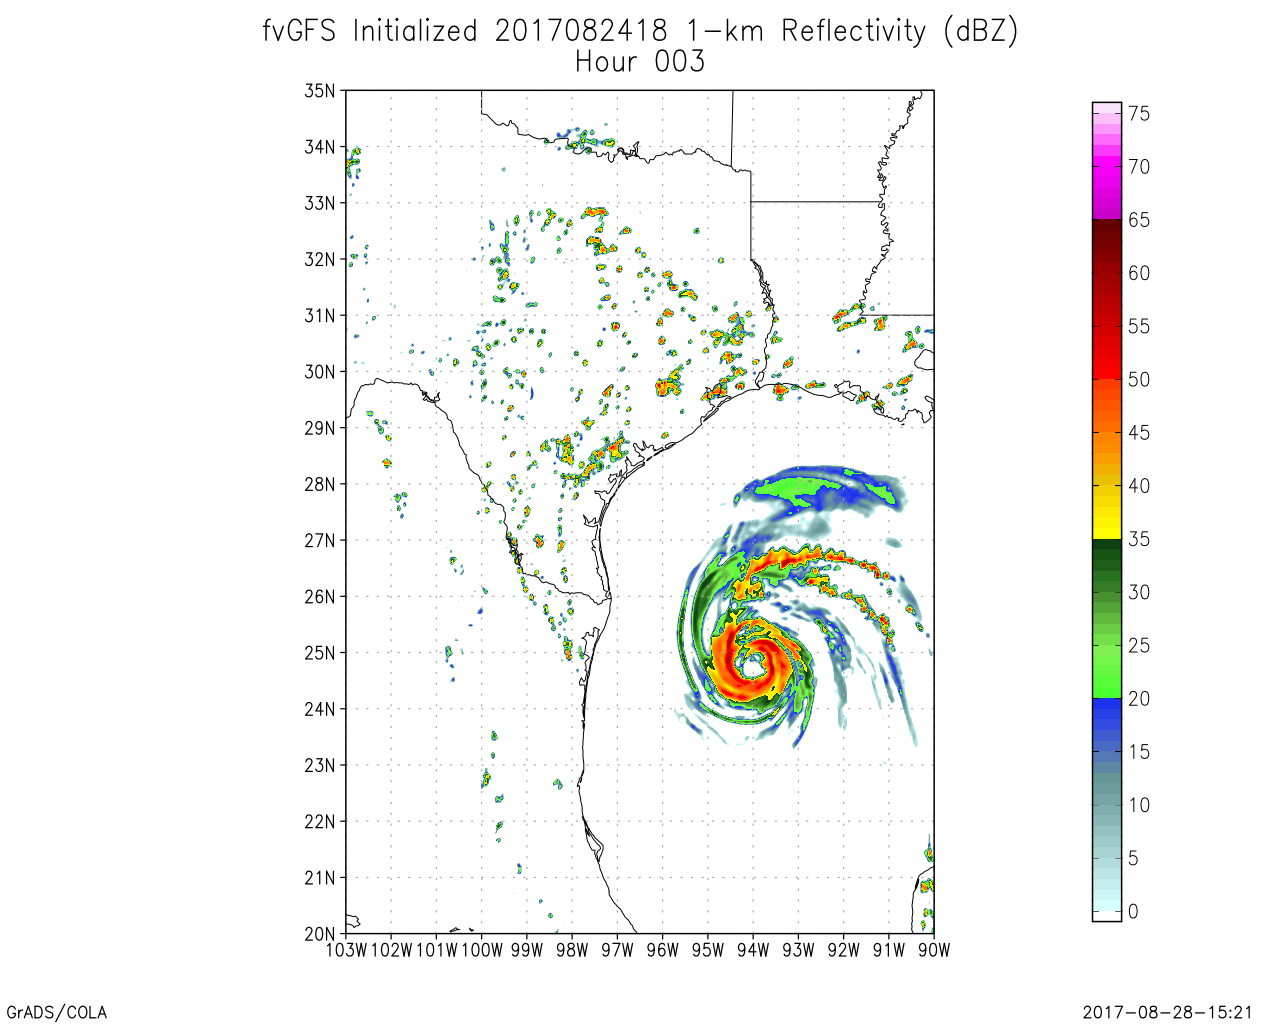 fvGFS Initialized 2017082418 1-km Reflectivity (dBZ)
Hour 003
35N
34N
33N
32N
31N
30N
29N
28N
27N
26N
25N
24N
23N
22N
21N
20N
103W 102W 101W 100W 99W 98W 97W 96W 95W 94W 93W 92W 91W 90W
75
70
65
60
55
50
45
40
35
30
25
20
15
10
5
0
GrADS/COLA
2017-08-28-15:21